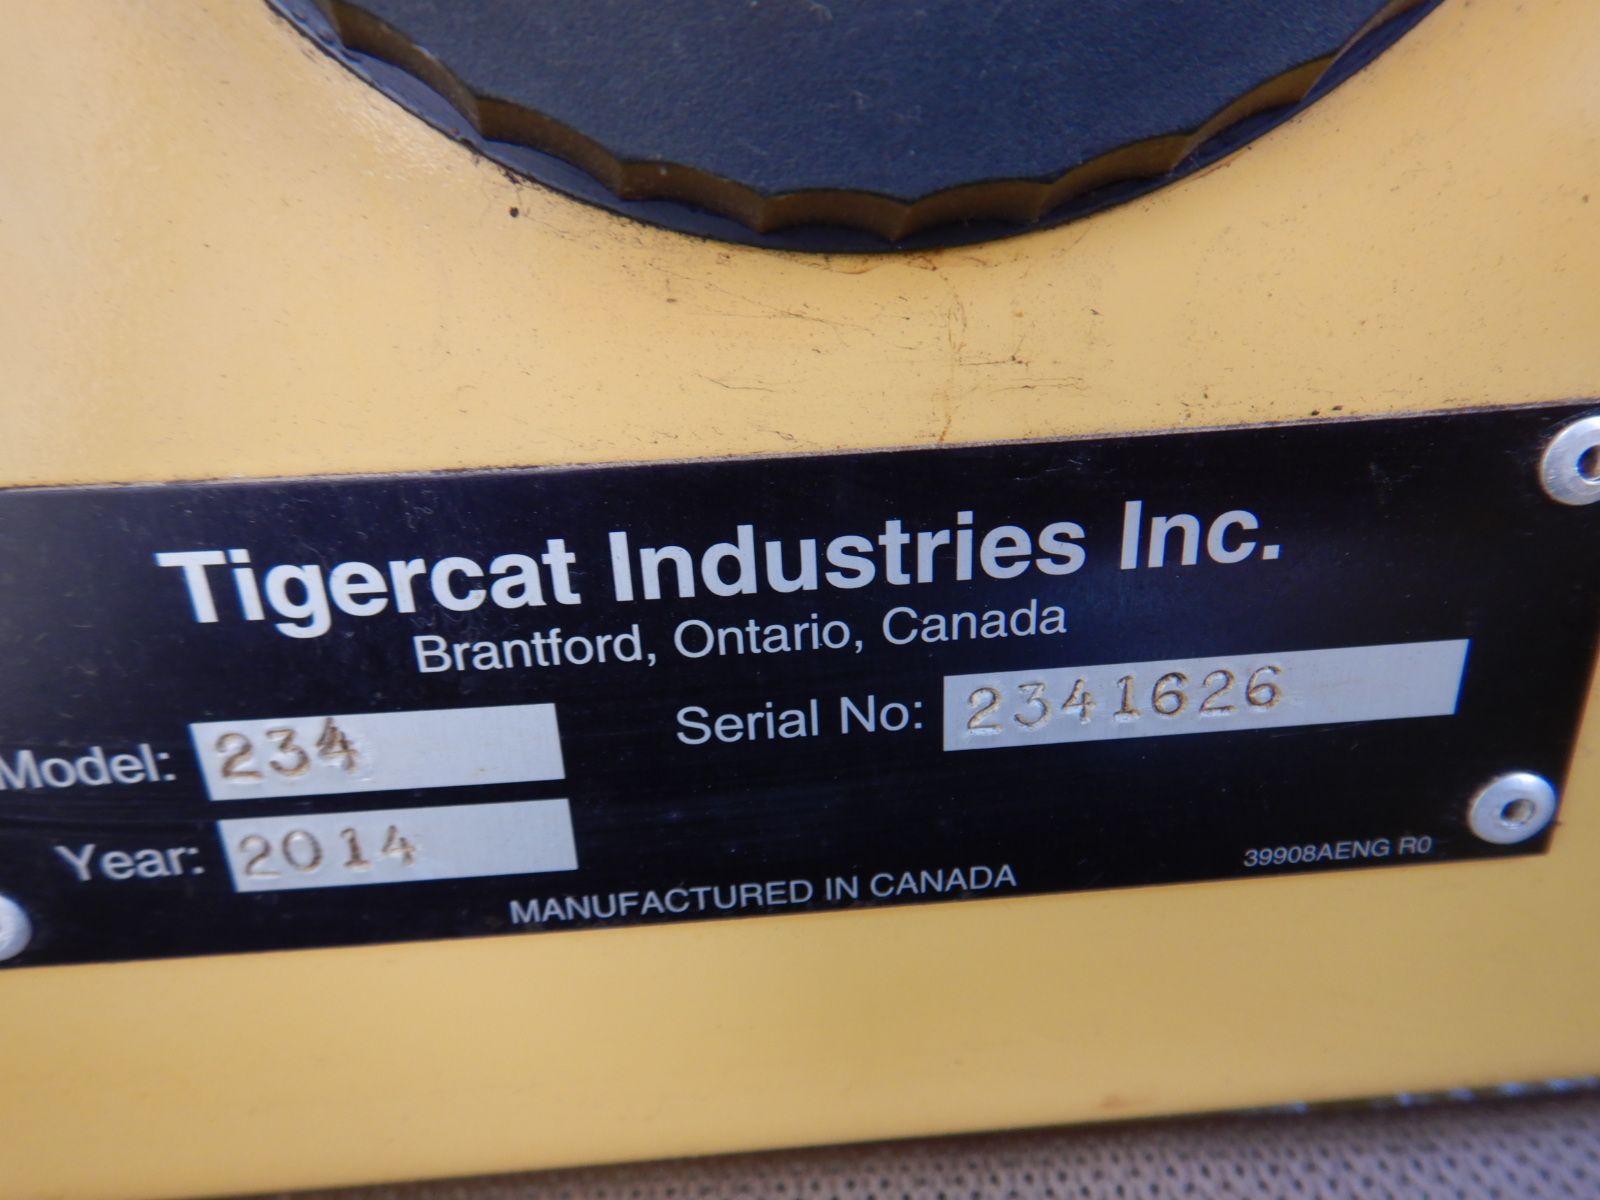 Tigercat Industries Inc.
Brantford, Ontario, Canada
Model: 234
Serial No: 2341626
Year: 2014
MANUFACTURED IN CANADA
39908AENG R0